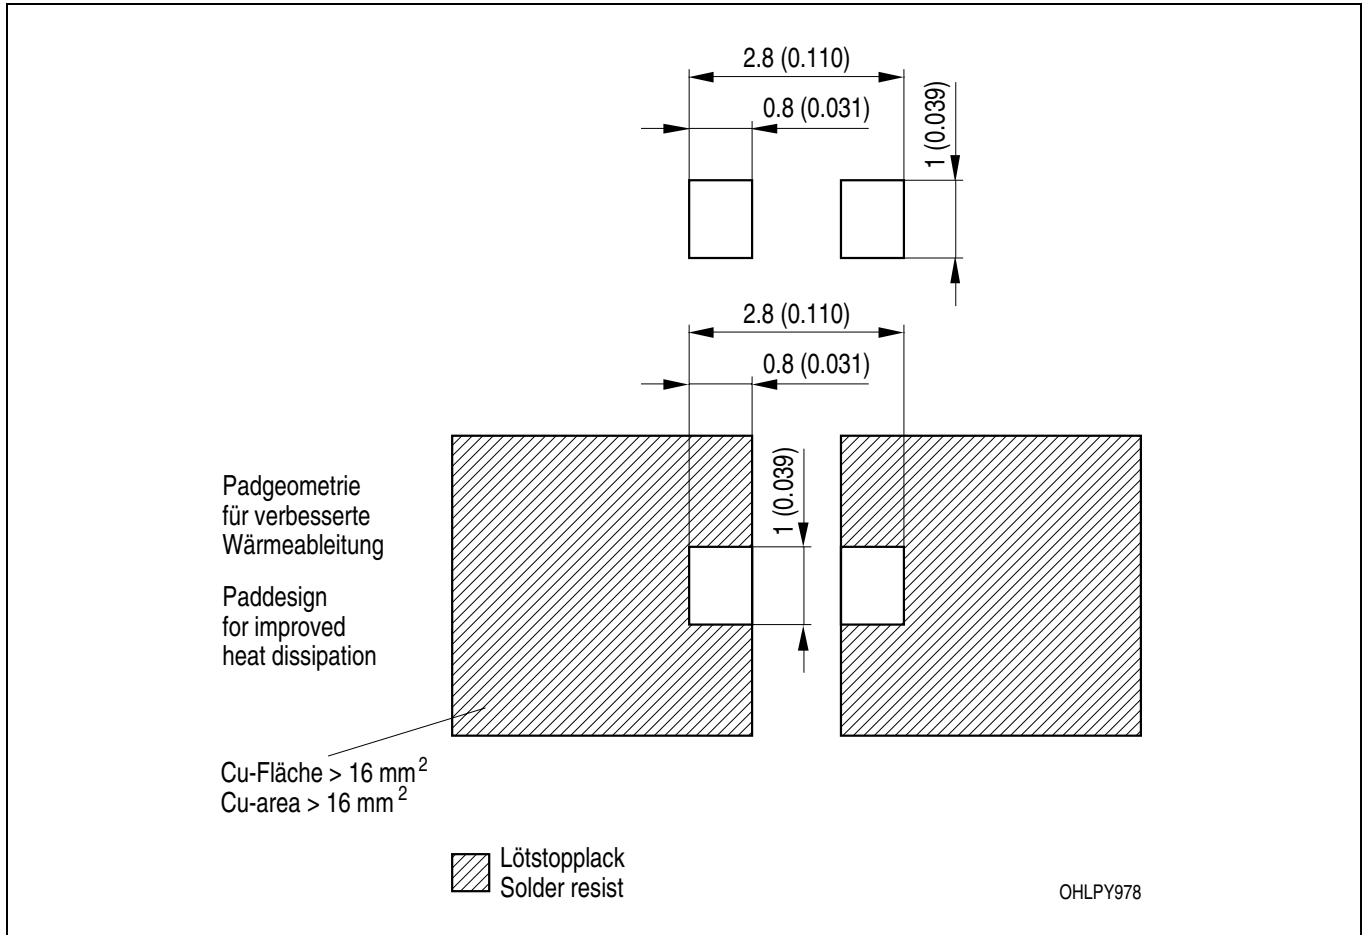 2.8 (0.110)
0.8 (0.031)
1 (0.039)
2.8 (0.110)
0.8 (0.031)
1 (0.039)
Padgeometrie
für verbesserte
Wärmeableitung
Paddesign
for improved
heat dissipation
Cu-Fläche > 16 mm²
Cu-area > 16 mm²
Lötstopplack
Solder resist
OHLPY978